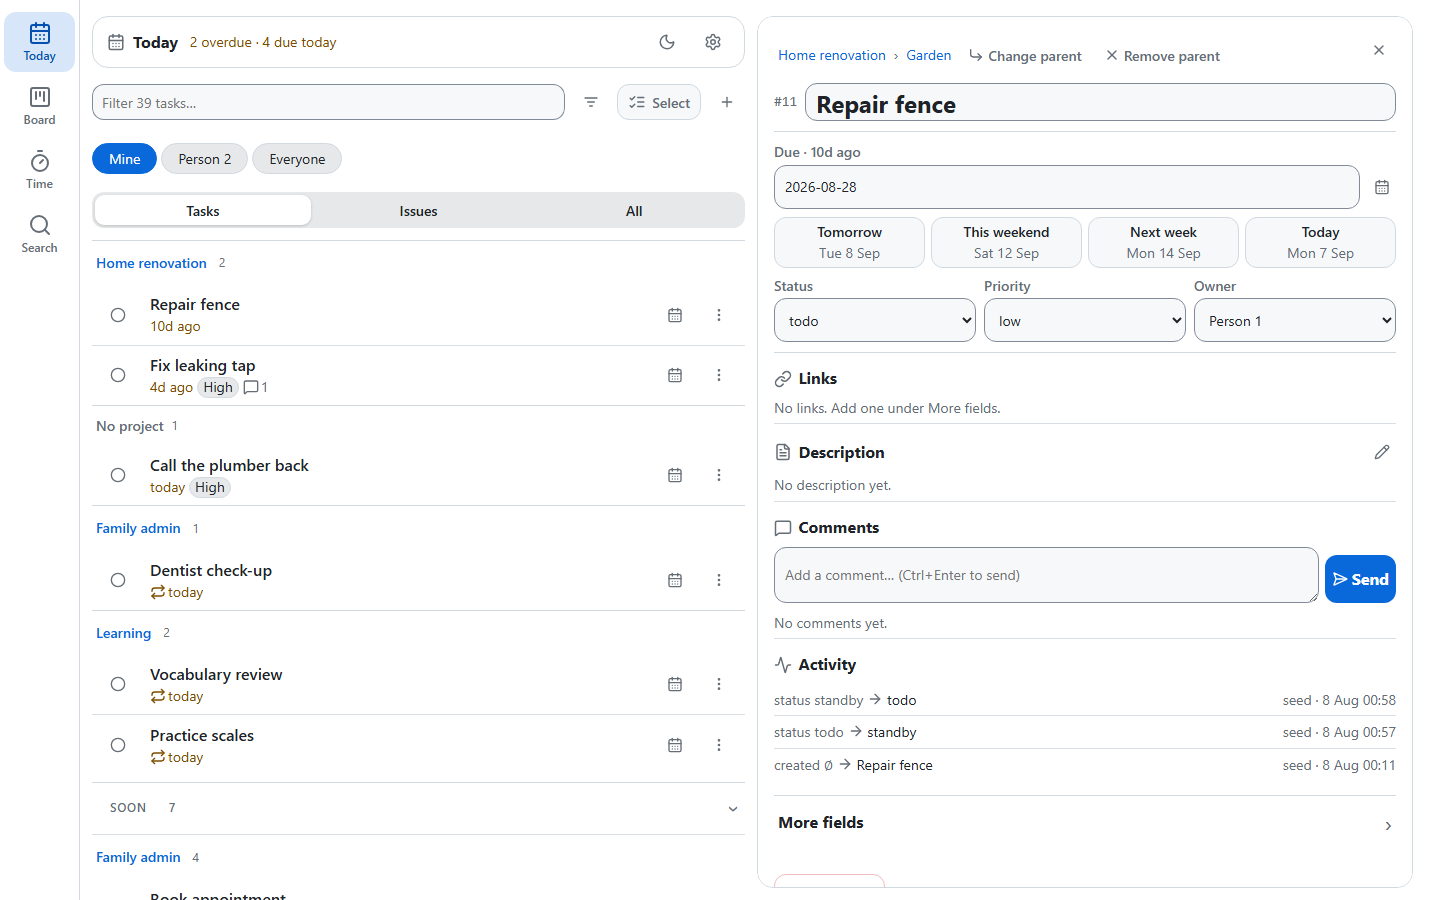 Today
Board
Time
Search
Today 2 overdue · 4 due today
Filter 39 tasks...
Select
Mine
Person 2
Everyone
Tasks
Issues
All
Home renovation 2
Repair fence
10d ago
Fix leaking tap
4d ago High 1
No project 1
Call the plumber back
today High
Family admin 1
Dentist check-up
today
Learning 2
Vocabulary review
today
Practice scales
today
SOON 7
Family admin 4
Book appointment
Home renovation › Garden Change parent Remove parent
#11 Repair fence
Due · 10d ago
2026-08-28
Tomorrow
Tue 8 Sep
This weekend
Sat 12 Sep
Next week
Mon 14 Sep
Today
Mon 7 Sep
Status
todo
Priority
low
Owner
Person 1
Links
No links. Add one under More fields.
Description
No description yet.
Comments
Add a comment... (Ctrl+Enter to send)
Send
No comments yet.
Activity
status standby → todo seed · 8 Aug 00:58
status todo → standby seed · 8 Aug 00:57
created ∅ → Repair fence seed · 8 Aug 00:11
More fields